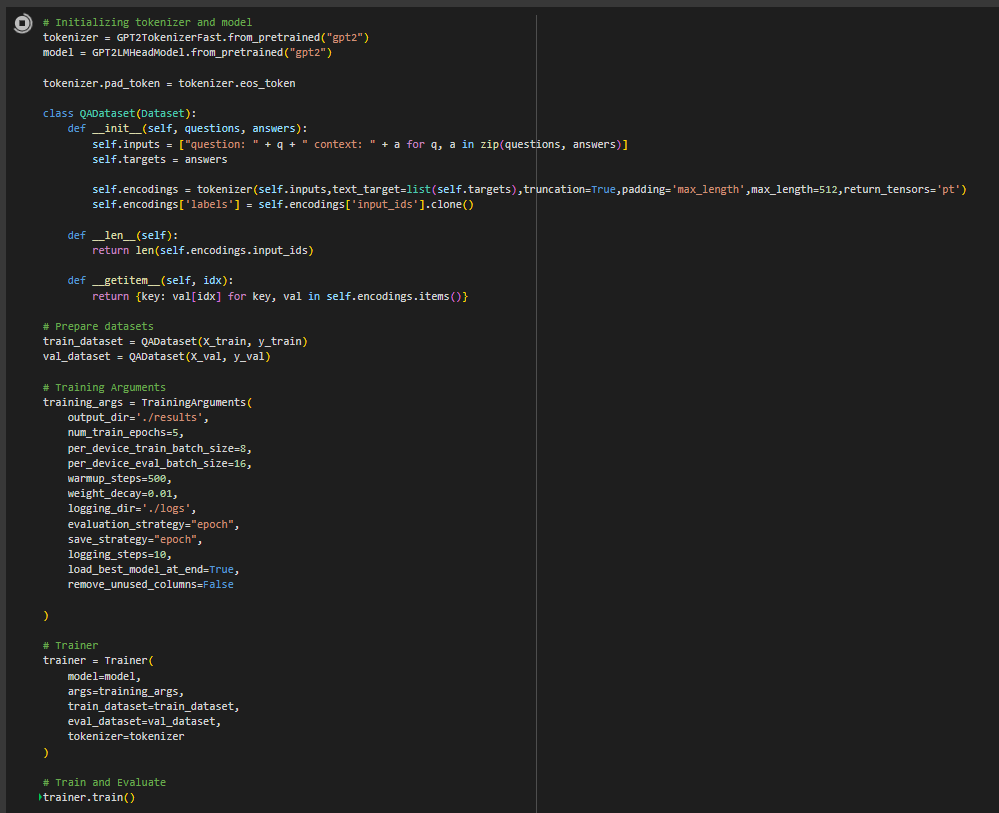 # Initializing tokenizer and model
tokenizer = GPT2TokenizerFast.from_pretrained("gpt2")
model = GPT2LMHeadModel.from_pretrained("gpt2")

tokenizer.pad_token = tokenizer.eos_token

class QADataset(Dataset):
    def __init__(self, questions, answers):
        self.inputs = ["question: " + q + " context: " + a for q, a in zip(questions, answers)]
        self.targets = answers

        self.encodings = tokenizer(self.inputs,text_target=list(self.targets),truncation=True,padding='max_length',max_length=512,return_tensors='pt')
        self.encodings['labels'] = self.encodings['input_ids'].clone()

    def __len__(self):
        return len(self.encodings.input_ids)

    def __getitem__(self, idx):
        return {key: val[idx] for key, val in self.encodings.items()}

# Prepare datasets
train_dataset = QADataset(X_train, y_train)
val_dataset = QADataset(X_val, y_val)

# Training Arguments
training_args = TrainingArguments(
    output_dir='./results',
    num_train_epochs=5,
    per_device_train_batch_size=8,
    per_device_eval_batch_size=16,
    warmup_steps=500,
    weight_decay=0.01,
    logging_dir='./logs',
    evaluation_strategy="epoch",
    save_strategy="epoch",
    logging_steps=10,
    load_best_model_at_end=True,
    remove_unused_columns=False

)

# Trainer
trainer = Trainer(
    model=model,
    args=training_args,
    train_dataset=train_dataset,
    eval_dataset=val_dataset,
    tokenizer=tokenizer
)

# Train and Evaluate
trainer.train()